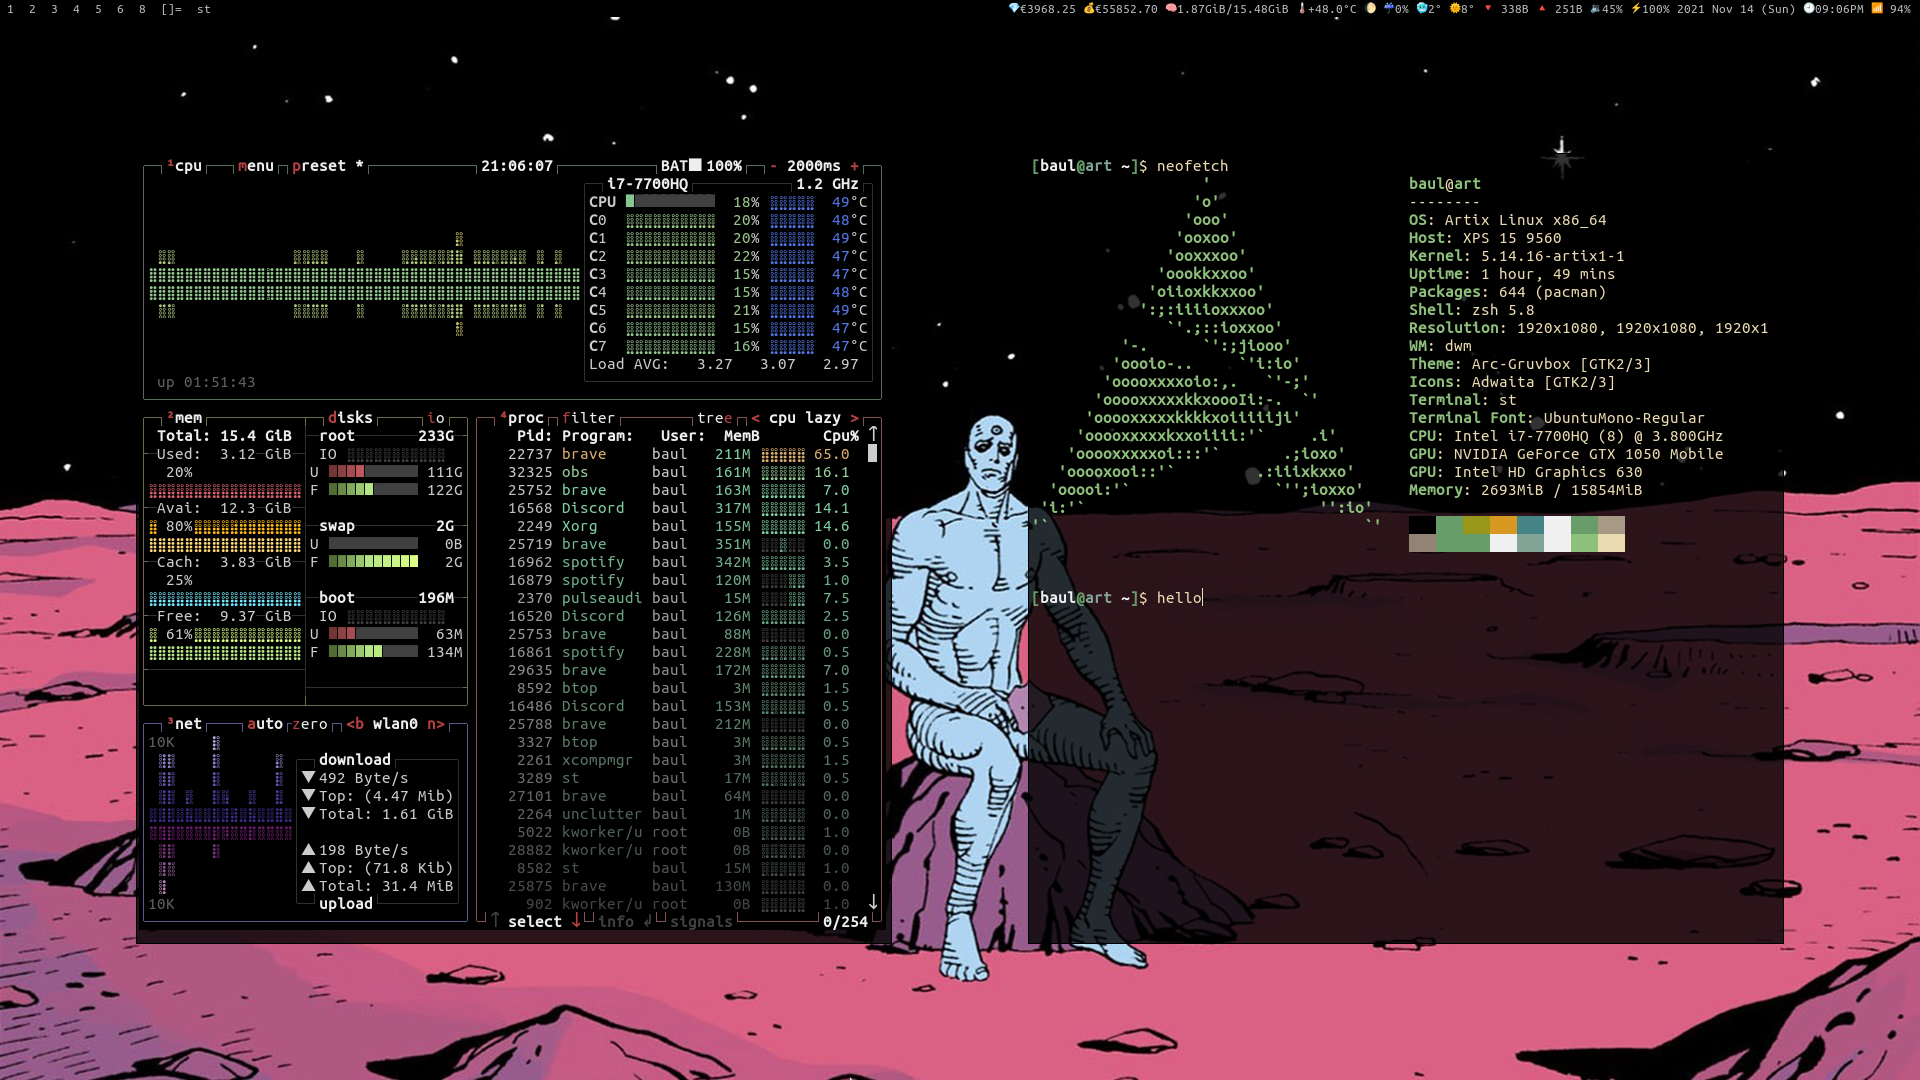 1 2 3 4 5 6 8 []= st
💎€3968.25 💰€55852.70 🧠1.87GiB/15.48GiB 🌡+48.0°C 🌔 ☔0% 🥶2° 🌞8° 🔻 338B 🔺 251B 🔉45% ⚡100% 2021 Nov 14 (Sun) 🕘09:06PM 📶 94%
¹cpu menu preset * 21:06:07 BAT■ 100% - 2000ms +
i7-7700HQ 1.2 GHz
CPU 18% 49°C
C0 20% 48°C
C1 20% 49°C
C2 22% 47°C
C3 15% 47°C
C4 15% 48°C
C5 21% 49°C
C6 15% 47°C
C7 16% 47°C
Load AVG: 3.27 3.07 2.97
up 01:51:43
²mem
Total: 15.4 GiB
Used: 3.12 GiB
20%
Avai: 12.3 GiB
80%
Cach: 3.83 GiB
25%
Free: 9.37 GiB
61%
disks io
root 233G
IO
U 111G
F 122G
swap 2G
U 0B
F 2G
boot 196M
IO
U 63M
F 134M
³net auto zero <b wlan0 n>
10K
download
▼ 492 Byte/s
▼ Top: (4.47 Mib)
▼ Total: 1.61 GiB
▲ 198 Byte/s
▲ Top: (71.8 Kib)
▲ Total: 31.4 MiB
10K
upload
⁴proc filter tree < cpu lazy >
Pid: Program: User: MemB Cpu% ↑
22737 brave baul 211M 65.0
32325 obs baul 161M 16.1
25752 brave baul 163M 7.0
16568 Discord baul 317M 14.1
2249 Xorg baul 155M 14.6
25719 brave baul 351M 0.0
16962 spotify baul 342M 3.5
16879 spotify baul 120M 1.0
2370 pulseaudi baul 15M 7.5
16520 Discord baul 126M 2.5
25753 brave baul 88M 0.0
16861 spotify baul 228M 0.5
29635 brave baul 172M 7.0
8592 btop baul 3M 1.5
16486 Discord baul 153M 0.5
25788 brave baul 212M 0.0
3327 btop baul 3M 0.5
2261 xcompmgr baul 3M 1.5
3289 st baul 17M 0.5
27101 brave baul 64M 0.0
2264 unclutter baul 1M 0.0
5022 kworker/u root 0B 1.0
28882 kworker/u root 0B 0.0
8582 st baul 15M 1.0
25875 brave baul 130M 0.0
902 kworker/u root 0B 1.0 ↓
↑ select ↓ info ↲ signals 0/254
[baul@art ~]$ neofetch
'
'o'
'ooo'
'ooxoo'
'ooxxxoo'
'oookkxxoo'
'oiioxkkxxoo'
':;:iiiioxxxoo'
`'.;::ioxxoo'
'-. `':;jiooo'
'oooio-.. `'i:io'
'ooooxxxxoio:,. `'-;'
'ooooxxxxxkkxoooIi:-. `'
'ooooxxxxxkkkkxoiiiiiji'
'ooooxxxxxkxxoiiii:'` .i'
'ooooxxxxxoi:::'` .;ioxo'
'ooooxooi::'` .:iiixkxxo'
'ooooi:'` `'';ioxxo'
'i:'` '':io'
'` `'
baul@art
--------
OS: Artix Linux x86_64
Host: XPS 15 9560
Kernel: 5.14.16-artix1-1
Uptime: 1 hour, 49 mins
Packages: 644 (pacman)
Shell: zsh 5.8
Resolution: 1920x1080, 1920x1080, 1920x1
WM: dwm
Theme: Arc-Gruvbox [GTK2/3]
Icons: Adwaita [GTK2/3]
Terminal: st
Terminal Font: UbuntuMono-Regular
CPU: Intel i7-7700HQ (8) @ 3.800GHz
GPU: NVIDIA GeForce GTX 1050 Mobile
GPU: Intel HD Graphics 630
Memory: 2693MiB / 15854MiB
[baul@art ~]$ hello